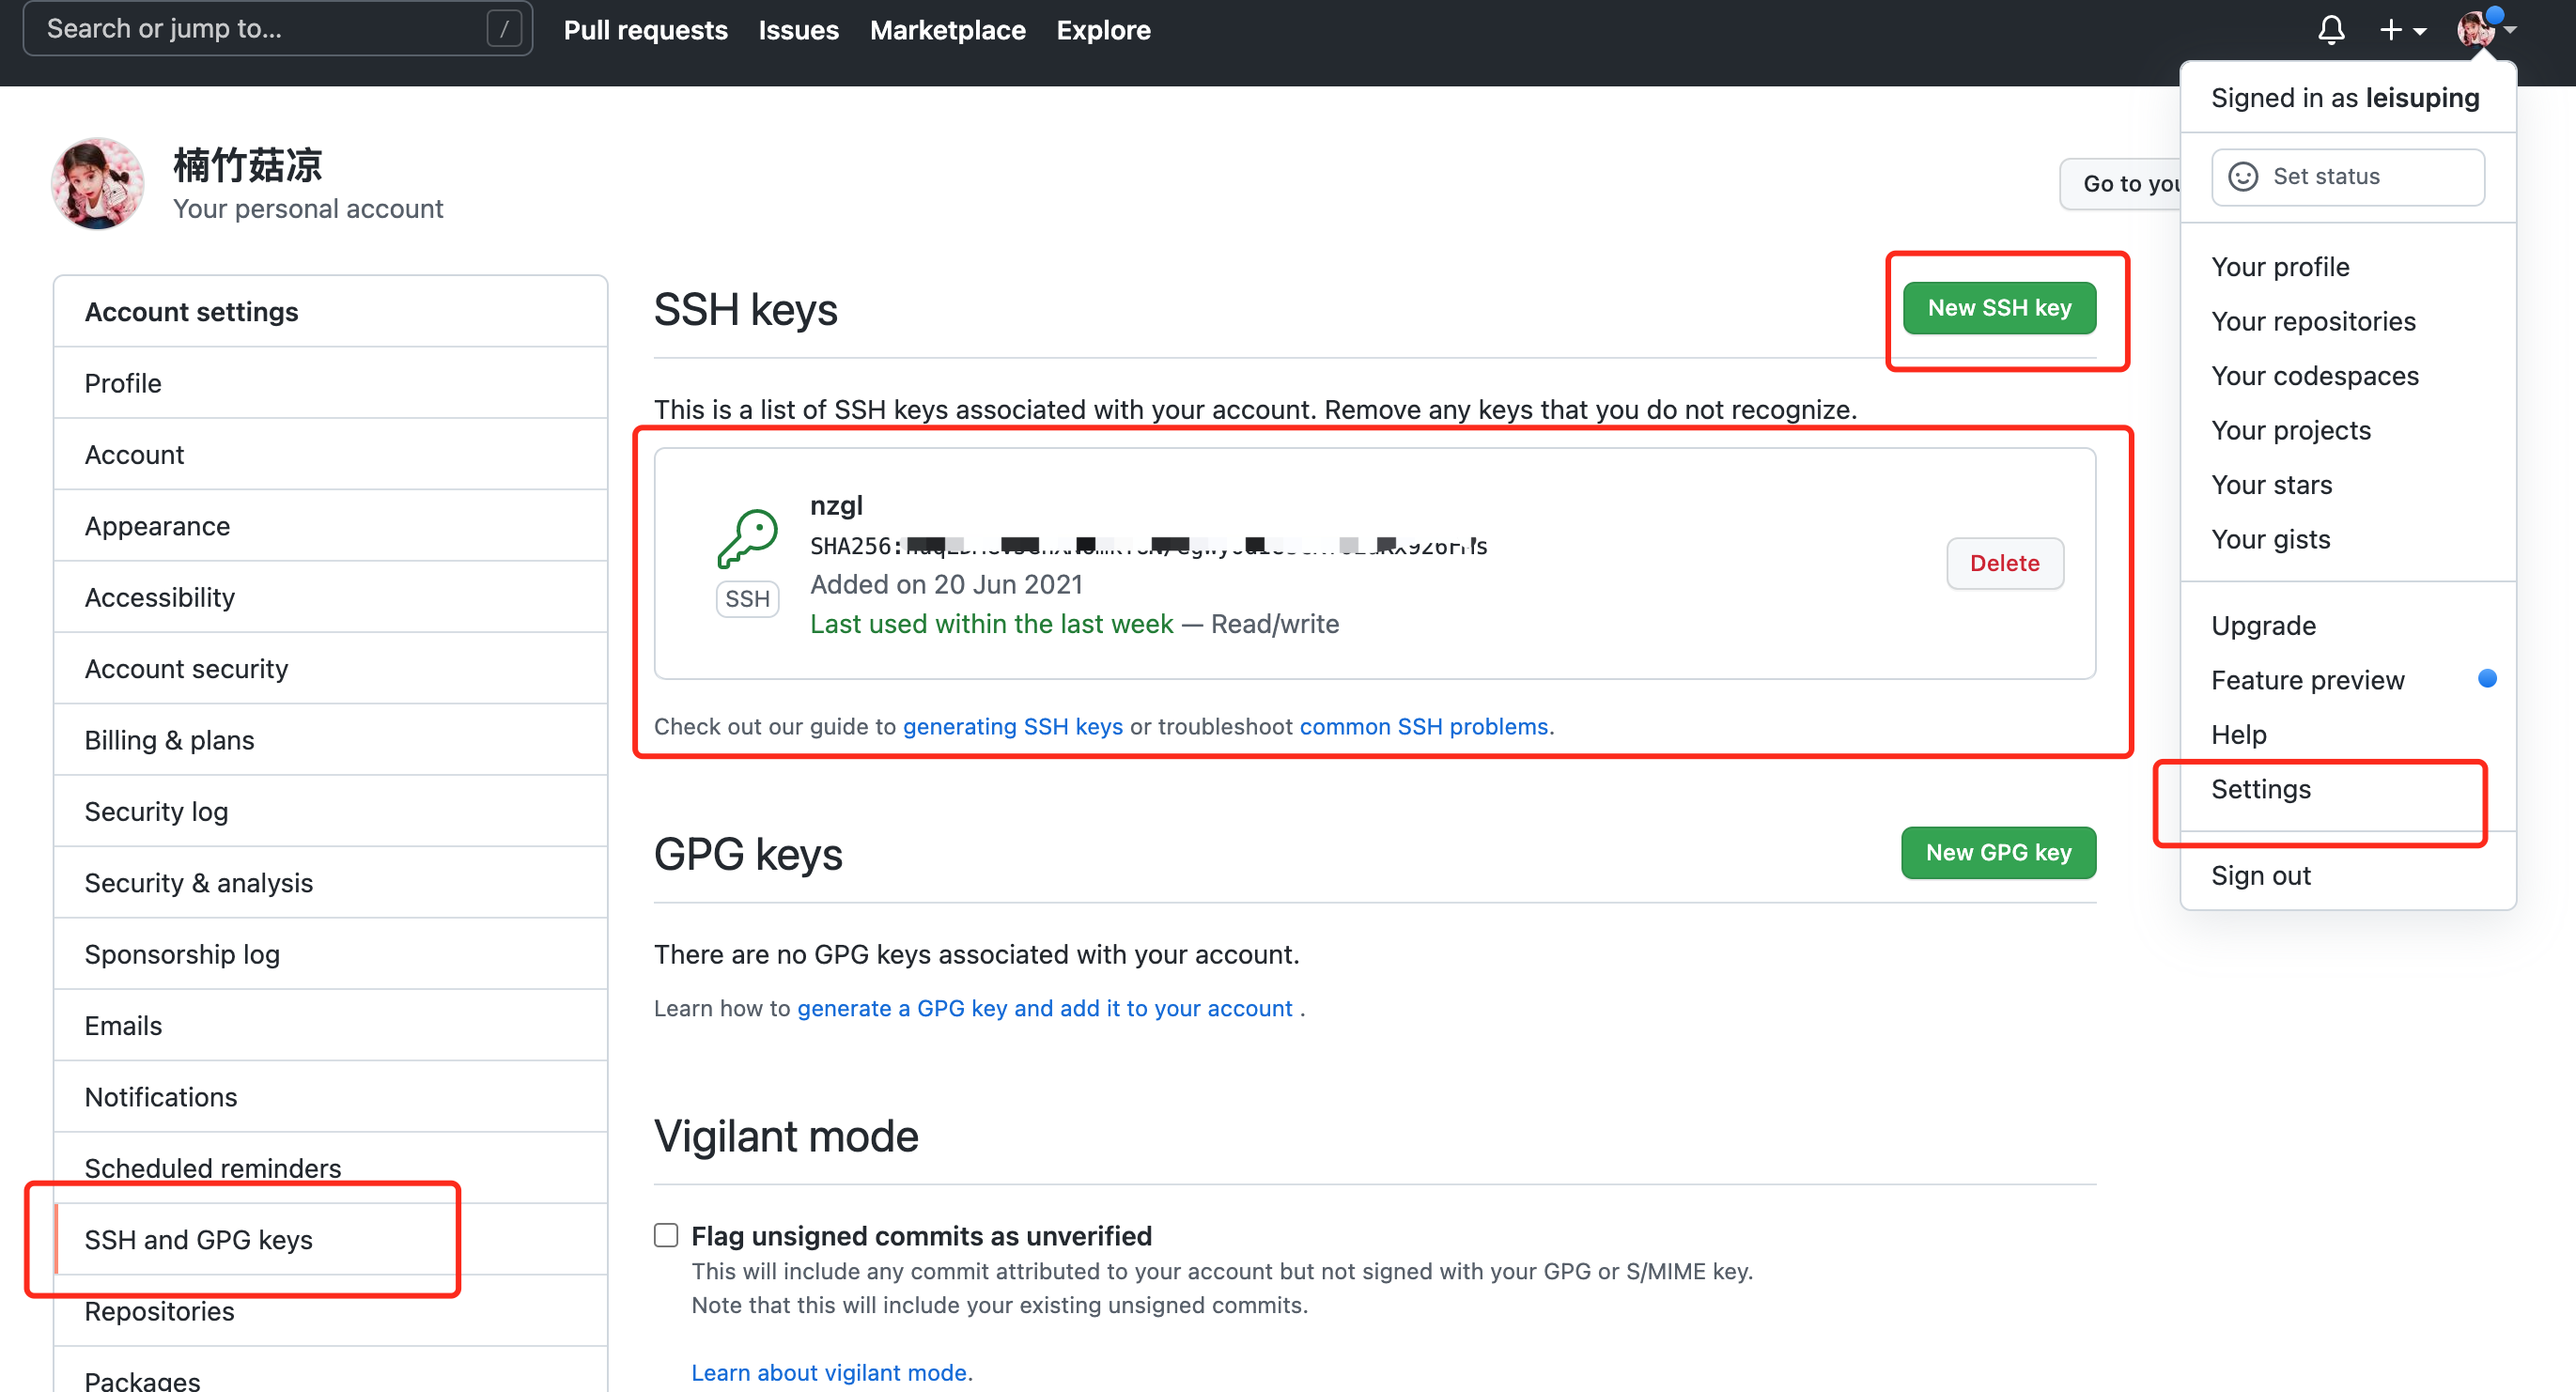 Search or jump to...
/
Pull requests
Issues
Marketplace
Explore
Signed in as leisuping
Set status
Your profile
Your repositories
Your codespaces
Your projects
Your stars
Your gists
Upgrade
Feature preview
Help
Settings
Sign out
楠竹菇凉
Your personal account
Go to you
Account settings
Profile
Account
Appearance
Accessibility
Account security
Billing & plans
Security log
Security & analysis
Sponsorship log
Emails
Notifications
Scheduled reminders
SSH and GPG keys
Repositories
Packages
SSH keys
New SSH key
This is a list of SSH keys associated with your account. Remove any keys that you do not recognize.
nzgl
SHA256:
SSH
Added on 20 Jun 2021
Last used within the last week — Read/write
Delete
Check out our guide to generating SSH keys or troubleshoot common SSH problems.
GPG keys
New GPG key
There are no GPG keys associated with your account.
Learn how to generate a GPG key and add it to your account .
Vigilant mode
Flag unsigned commits as unverified
This will include any commit attributed to your account but not signed with your GPG or S/MIME key.
Note that this will include your existing unsigned commits.
Learn about vigilant mode.